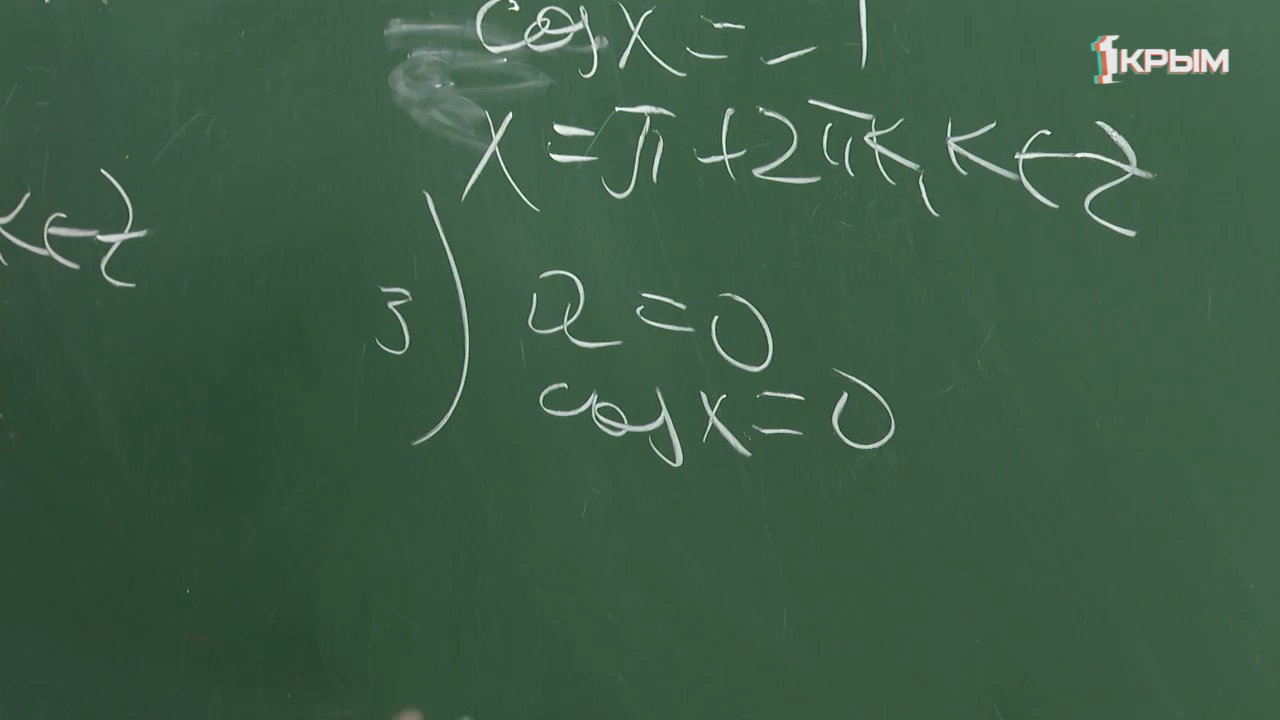 cos x = -1
1КРЫМ
x = π + 2πk, k ∈ Z
k ∈ Z
3) a = 0
cos x = 0